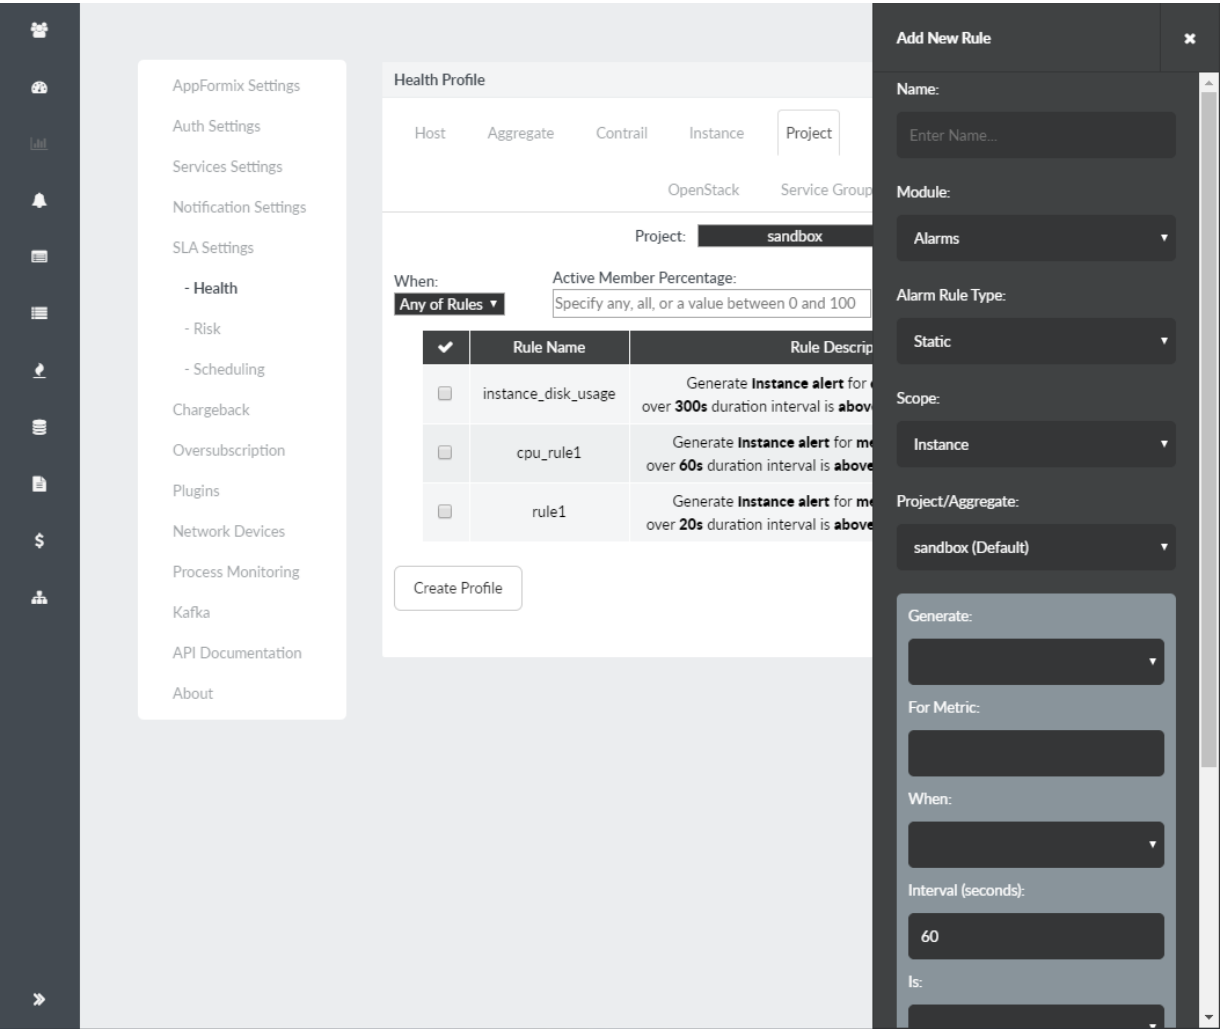 AppFormix Settings
Auth Settings
Services Settings
Notification Settings
SLA Settings
- Health
- Risk
- Scheduling
Chargeback
Oversubscription
Plugins
Network Devices
Process Monitoring
Kafka
API Documentation
About
Health Profile
Host Aggregate Contrail Instance Project
OpenStack Service Group
Project: sandbox
When: Active Member Percentage:
Any of Rules Specify any, all, or a value between 0 and 100
Rule Name Rule Descrip
instance_disk_usage Generate Instance alert for
over 300s duration interval is abov
cpu_rule1 Generate Instance alert for me
over 60s duration interval is above
rule1 Generate Instance alert for me
over 20s duration interval is above
Create Profile
Add New Rule
Name:
Enter Name...
Module:
Alarms
Alarm Rule Type:
Static
Scope:
Instance
Project/Aggregate:
sandbox (Default)
Generate:
For Metric:
When:
Interval (seconds):
60
Is: